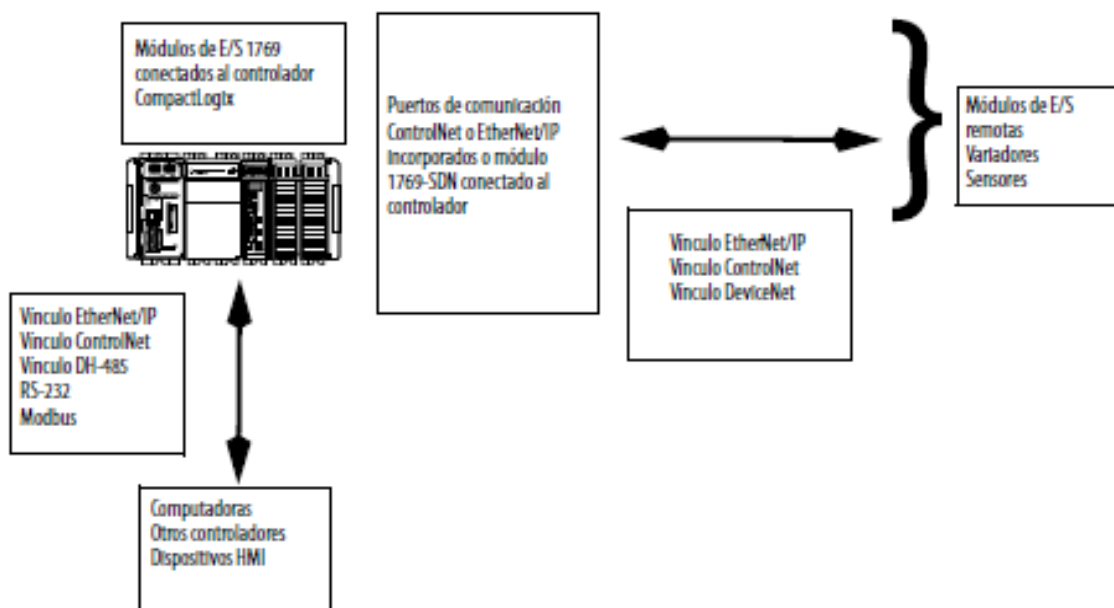 Módulos de E/S 1769
conectados al controlador
CompactLogix
Puertos de comunicación
ControlNet o EtherNet/IP
incorporados o módulo
1769-SDN conectado al
controlador
Módulos de E/S
remotas
Variadores
Sensores
Vínculo EtherNet/IP
Vínculo ControlNet
Vínculo DeviceNet
Vínculo EtherNet/IP
Vínculo ControlNet
Vínculo DH-485
RS-232
Modbus
Computadoras
Otros controladores
Dispositivos HMI